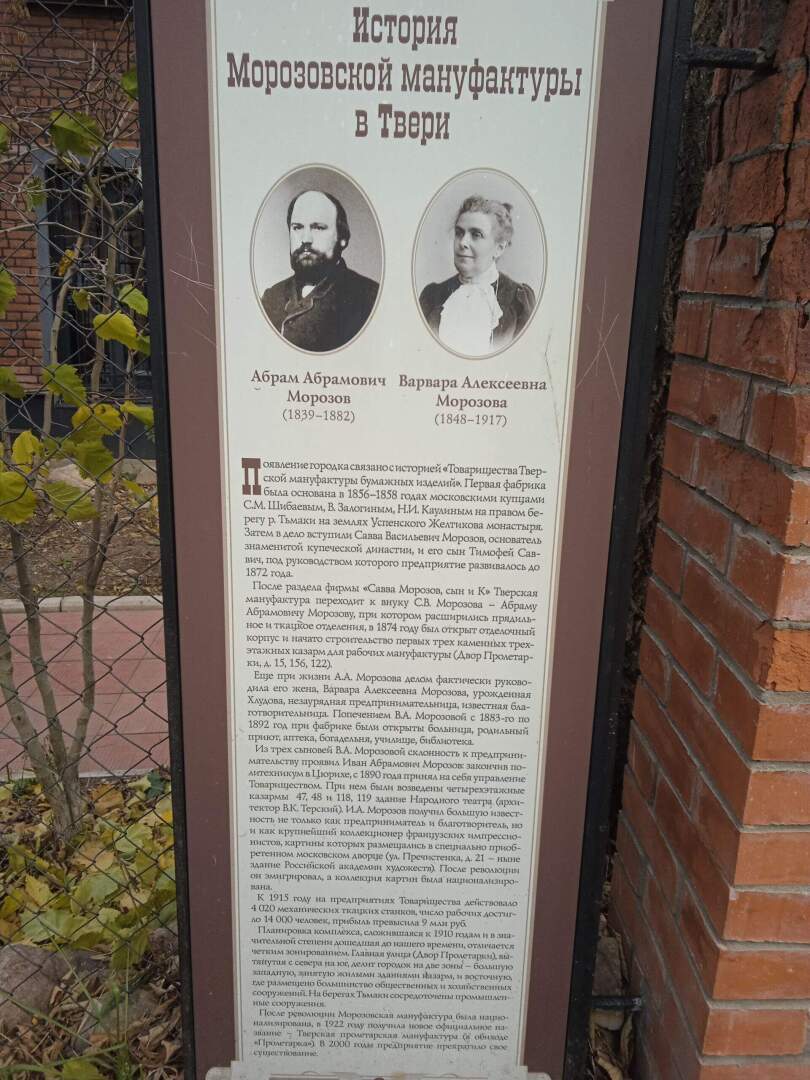 История
Морозовской мануфактуры
в Твери
Абрам Абрамович
Морозов
(1839–1882)
Варвара Алексеевна
Морозова
(1848–1917)
Появление городка связано с историей «Товарищества Твер-
ской мануфактуры бумажных изделий». Первая фабрика
была основана в 1856–1858 годах московскими купцами
С.М. Шибаевым, В. Залогиным, Н.И. Каулиным на правом бе-
регу р. Тьмаки на землях Успенского Желтикова монастыря.
Затем в дело вступили Савва Васильевич Морозов, основатель
знаменитой купеческой династии, и его сын Тимофей Сав-
вич, под руководством которого предприятие развивалось до
1872 года.
После раздела фирмы «Савва Морозов, сын и К» Тверская
мануфактура переходит к внуку С.В. Морозова – Абраму
Абрамовичу Морозову, при котором расширились прядиль-
ное и ткацкое отделения, в 1874 году был открыт отделочный
корпус и начато строительство первых трех каменных трех-
этажных казарм для рабочих мануфактуры (Двор Пролетар-
ки, д. 15, 156, 122).
Еще при жизни А.А. Морозова делом фактически руково-
дила его жена, Варвара Алексеевна Морозова, урожденная
Хлудова, незаурядная предпринимательница, известная бла-
готворительница. Попечением В.А. Морозовой с 1883-го по
1892 год при фабрике были открыты больница, родильный
приют, аптека, богадельня, училище, библиотека.
Из трех сыновей В.А. Морозовой склонность к предприни-
мательству проявил Иван Абрамович Морозов: закончив по-
литехникум в Цюрихе, с 1890 года принял на себя управление
Товариществом. При нем были возведены четырехэтажные
казармы 47, 48 и 118, 119 здание Народного театра (архи-
тектор В.К. Терский). И.А. Морозов получил большую извест-
ность не только как предприниматель и благотворитель, но
и как крупнейший коллекционер французских импрессио-
нистов, картины которых размещались в специально приоб-
ретенном московском дворце (ул. Пречистенка, д. 21 – ныне
здание Российской академии художеств). После революции
он эмигрировал, а коллекция картин была национализиро-
вана.
К 1915 году на предприятиях Товарищества действовало
4 020 механических ткацких станков, число рабочих достиг-
ло 14 000 человек, прибыль превысила 9 млн руб.
Планировка комплекса, сложившаяся к 1910 годам и в зна-
чительной степени дошедшая до нашего времени, отличается
четким зонированием. Главная улица (Двор Пролетарки), вы-
тянутая с севера на юг, делит городок на две зоны – большую
западную, занятую жилыми зданиями казарм, и восточную,
где размещено большинство общественных и хозяйственных
сооружений. На берегах Тьмаки сосредоточены промышлен-
ные сооружения.
После революции Морозовская мануфактура была нацио-
нализирована, в 1922 году получила новое официальное на-
звание – Тверская пролетарская мануфактура (в обиходе
«Пролетарка»). В 2000 годы предприятие прекратило свое
существование.